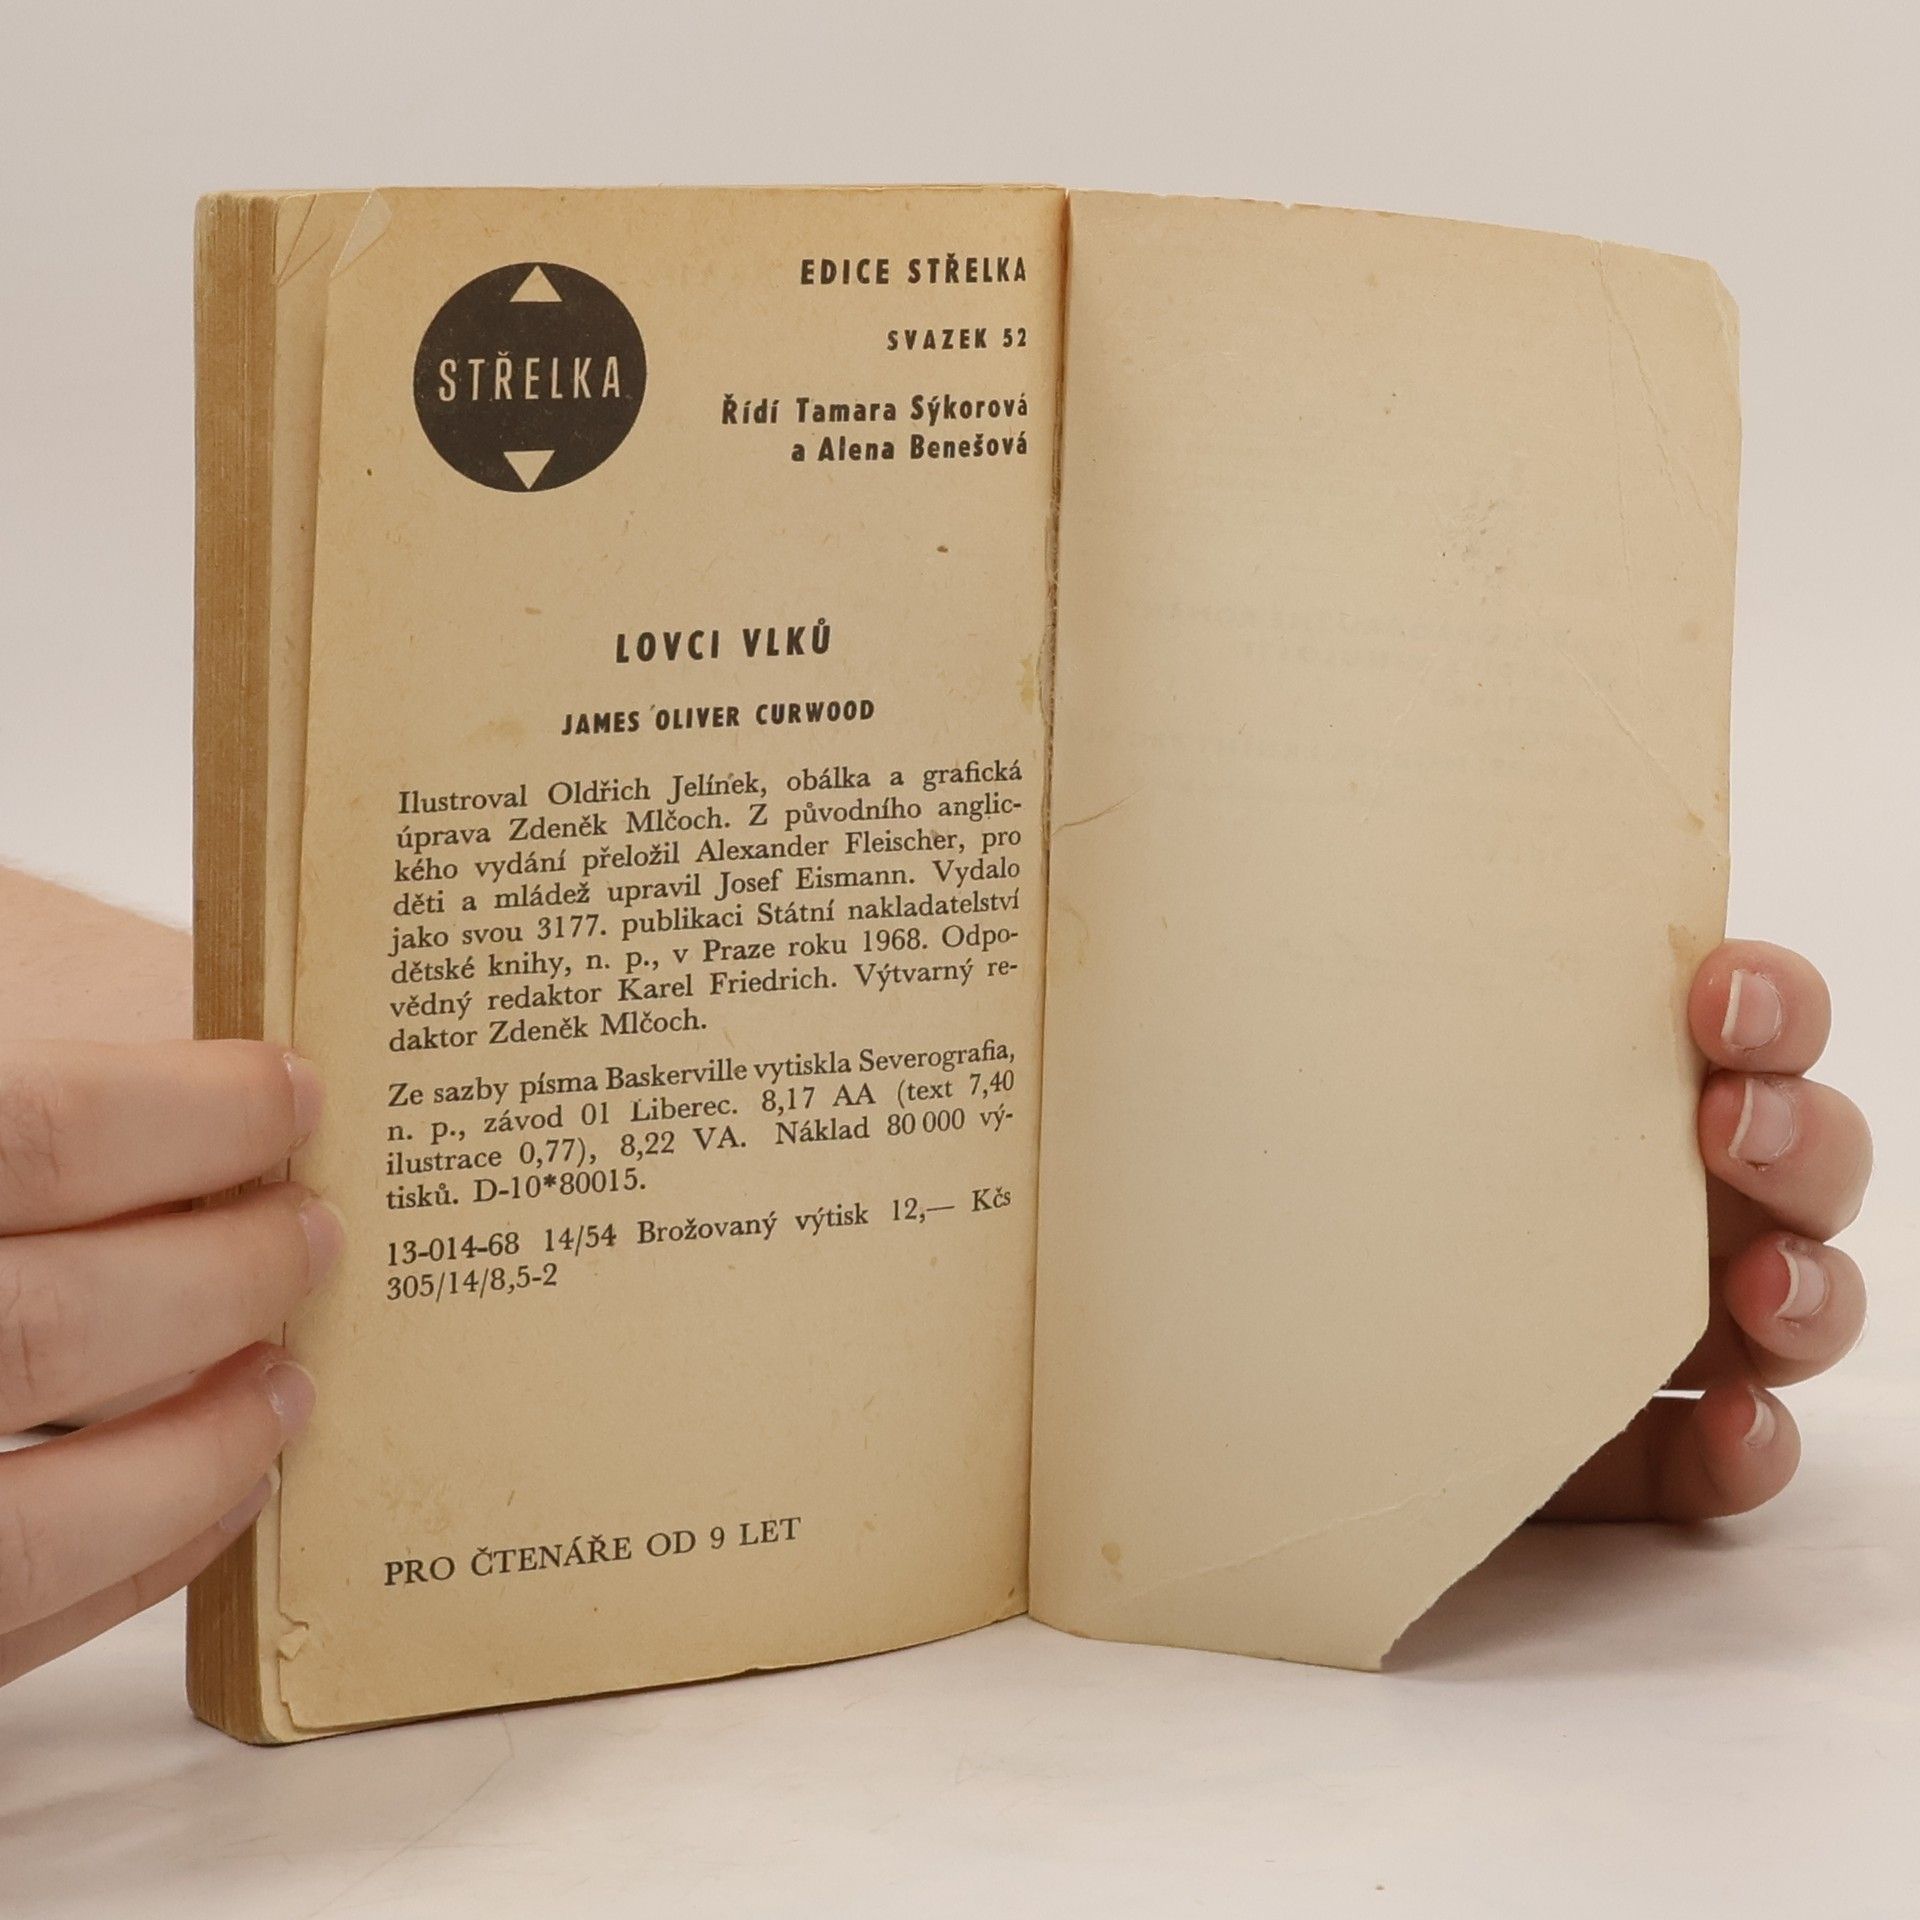 STŘELKA
EDICE STŘELKA
SVAZEK 52
Řídí Tamara Sýkorová
a Alena Benešová
LOVCI VLKŮ
JAMES OLIVER CURWOOD
Ilustroval Oldřich Jelínek, obálka a grafická
úprava Zdeněk Mlčoch. Z původního anglic-
kého vydání přeložil Alexander Fleischer, pro
děti a mládež upravil Josef Eismann. Vydalo
jako svou 3177. publikaci Státní nakladatelství
dětské knihy, n. p., v Praze roku 1968. Odpo-
vědný redaktor Karel Friedrich. Výtvarný re-
daktor Zdeněk Mlčoch.
Ze sazby písma Baskerville vytiskla Severografia,
n. p., závod 01 Liberec. 8,17 AA (text 7,40
ilustrace 0,77), 8,22 VA. Náklad 80 000 vý-
tisků. D-10*80015.
13-014-68 14/54 Brožovaný výtisk 12,— Kčs
305/14/8,5-2
PRO ČTENÁŘE OD 9 LET